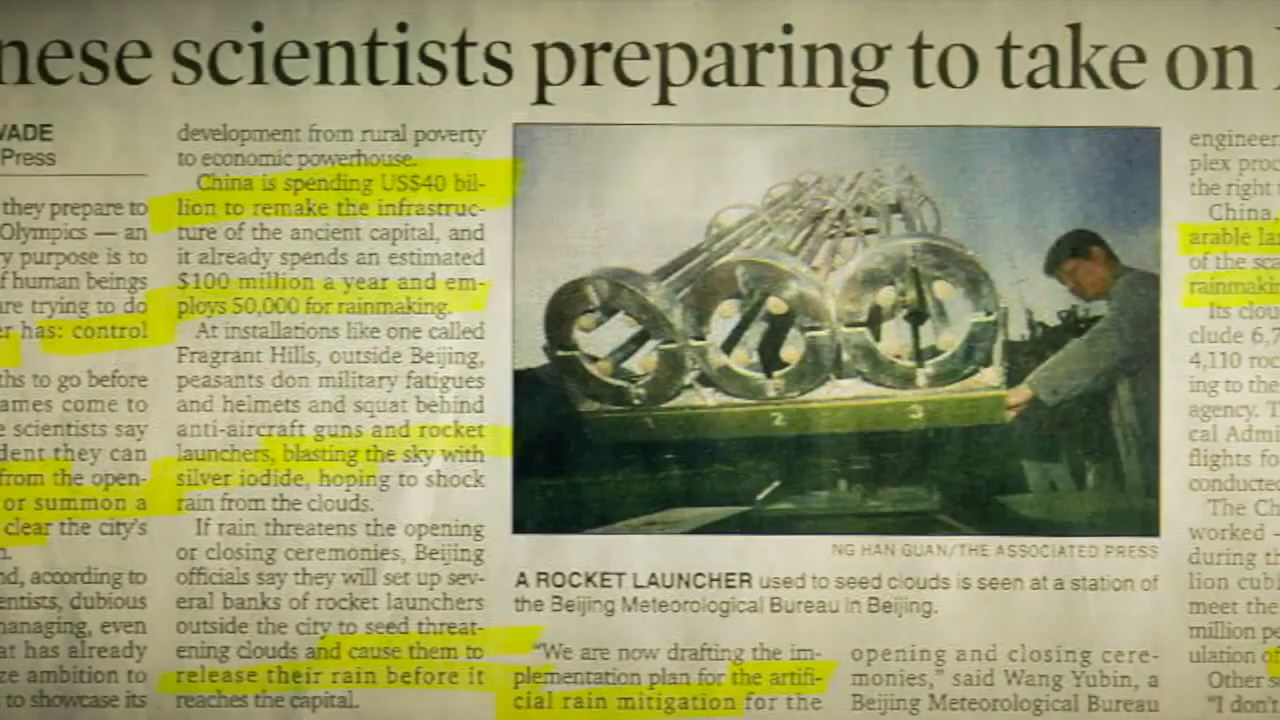 nese scientists preparing to take on
WADE
Press
they prepare to
Olympics — an
y purpose is to
f human beings
are trying to do
er has: control
ths to go before
ames come to
e scientists say
dent they can
from the open-
or summon a
clear the city's
n.
nd, according to
entists, dubious
managing, even
at has already
ze ambition to
to showcase its
development from rural poverty
to economic powerhouse.
China is spending US$40 bil-
lion to remake the infrastruc-
ture of the ancient capital, and
it already spends an estimated
$100 million a year and em-
ploys 50,000 for rainmaking.
At installations like one called
Fragrant Hills, outside Beijing,
peasants don military fatigues
and helmets and squat behind
anti-aircraft guns and rocket
launchers, blasting the sky with
silver iodide, hoping to shock
rain from the clouds.
If rain threatens the opening
or closing ceremonies, Beijing
officials say they will set up sev-
eral banks of rocket launchers
outside the city to seed threat-
ening clouds and cause them to
release their rain before it
reaches the capital.
1 2 3
NG HAN GUAN/THE ASSOCIATED PRESS
A ROCKET LAUNCHER used to seed clouds is seen at a station of
the Beijing Meteorological Bureau in Beijing.
"We are now drafting the im-
plementation plan for the artifi-
cial rain mitigation for the
opening and closing cere-
monies," said Wang Yubin, a
Beijing Meteorological Bureau
engineer
plex proc
the right
China,
arable la
of the sca
rainmakin
Its clou
clude 6,7
4,110 roc
ing to the
agency. T
cal Admi
flights fo
conducted
The Ch
worked
during th
lion cubi
meet the
million pe
ulation of
Other s
"I don't